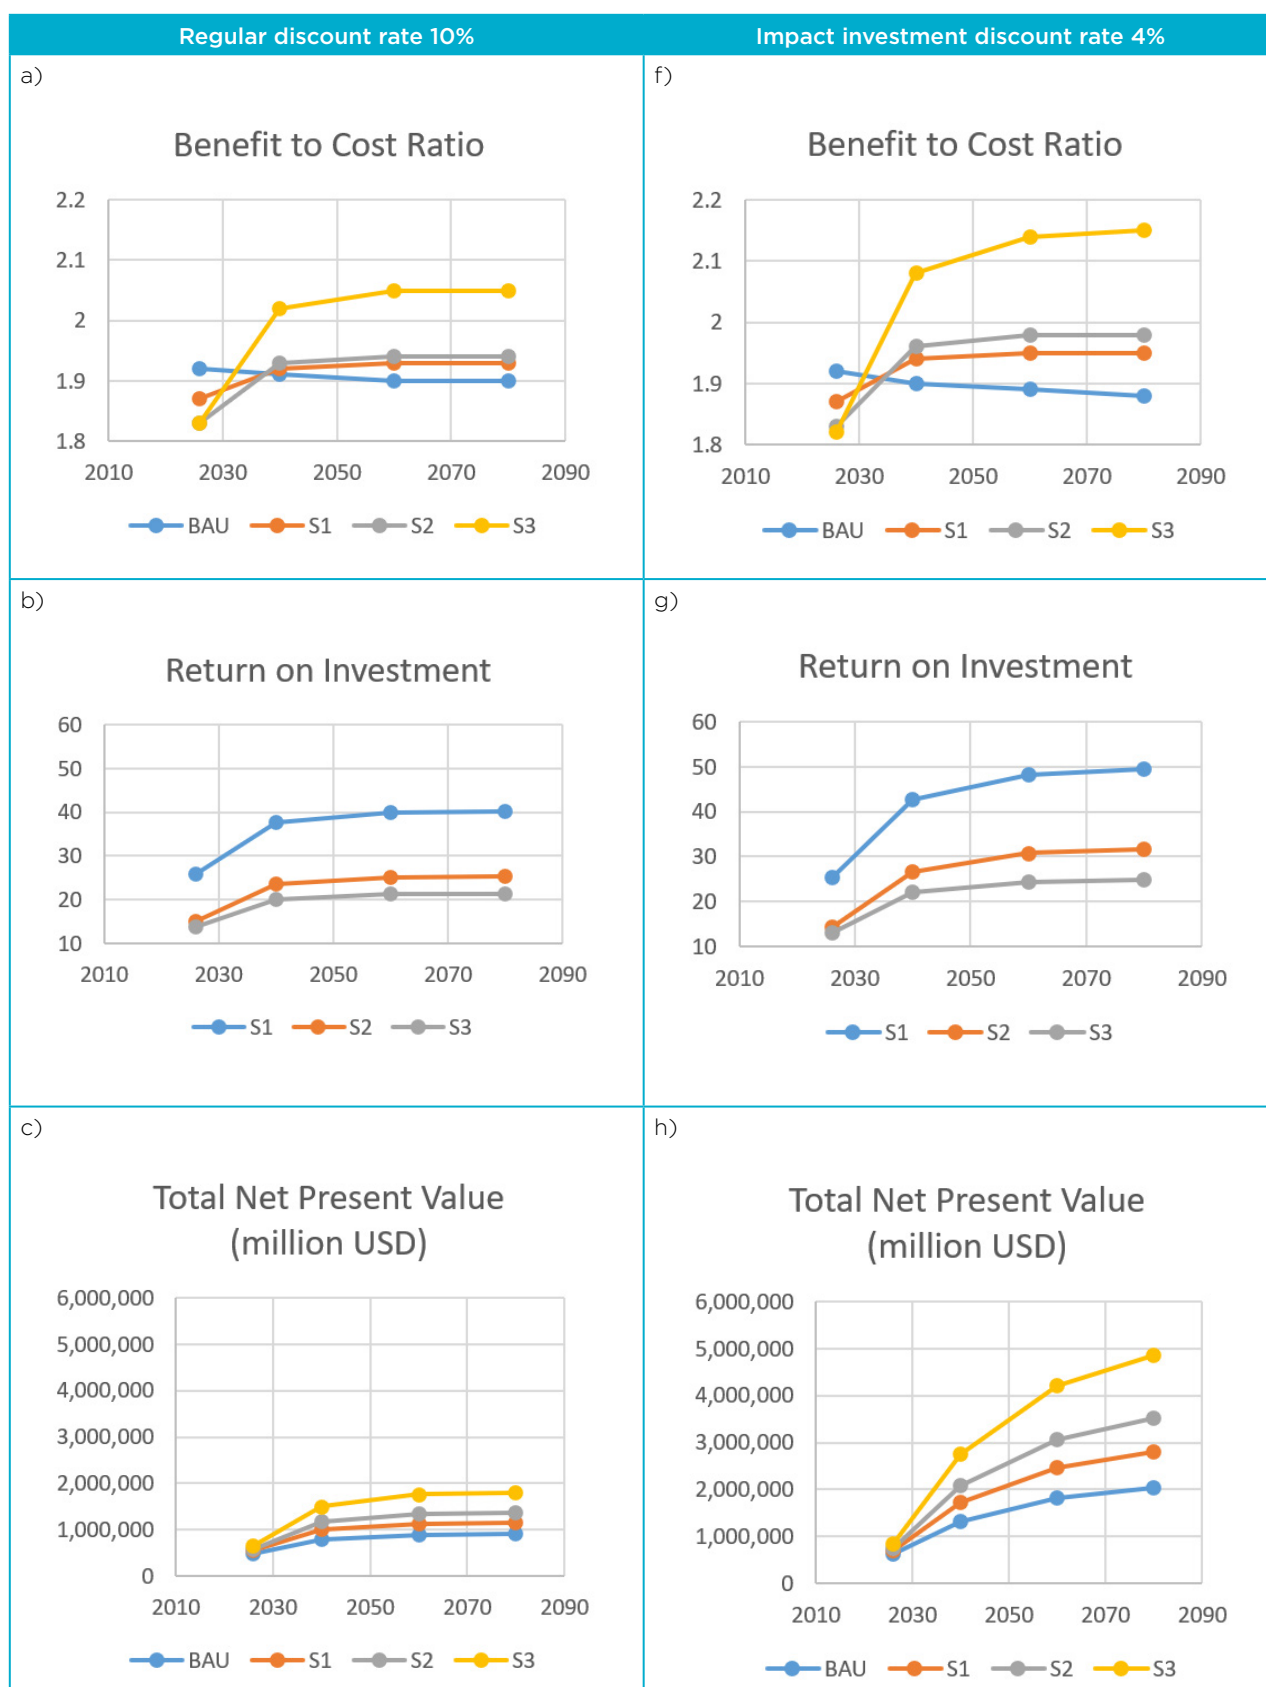 Regular discount rate 10%
Impact investment discount rate 4%
a)
Benefit to Cost Ratio
2.2
2.1
2
1.9
1.8
2010 2030 2050 2070 2090
BAU S1 S2 S3
f)
Benefit to Cost Ratio
2.2
2.1
2
1.9
1.8
2010 2030 2050 2070 2090
BAU S1 S2 S3
b)
Return on Investment
60
50
40
30
20
10
2010 2030 2050 2070 2090
S1 S2 S3
g)
Return on Investment
60
50
40
30
20
10
2010 2030 2050 2070 2090
S1 S2 S3
c)
Total Net Present Value
(million USD)
6,000,000
5,000,000
4,000,000
3,000,000
2,000,000
1,000,000
0
2010 2030 2050 2070 2090
BAU S1 S2 S3
h)
Total Net Present Value
(million USD)
6,000,000
5,000,000
4,000,000
3,000,000
2,000,000
1,000,000
0
2010 2030 2050 2070 2090
BAU S1 S2 S3